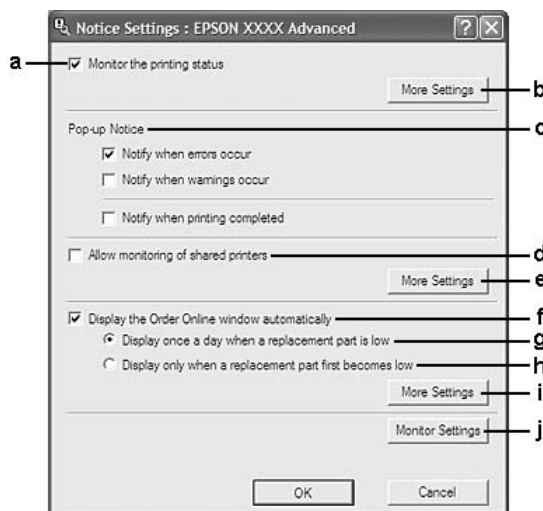 Notice Settings : EPSON XXXX Advanced
a Monitor the printing status
More Settings b
Pop-up Notice c
Notify when errors occur
Notify when warnings occur
Notify when printing completed
Allow monitoring of shared printers d
More Settings e
Display the Order Online window automatically f
Display once a day when a replacement part is low g
Display only when a replacement part first becomes low h
More Settings i
Monitor Settings j
OK Cancel